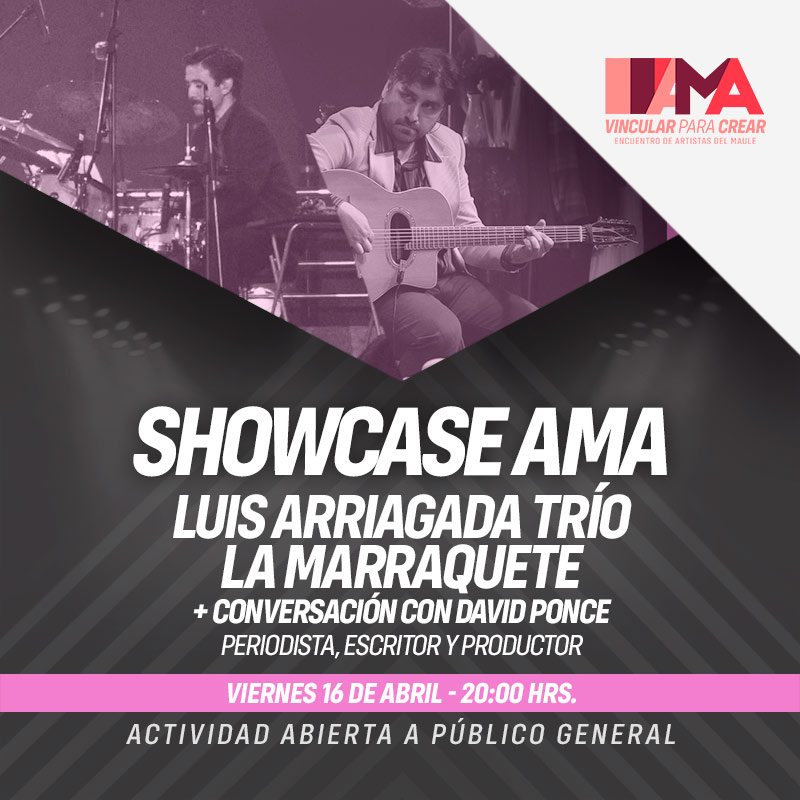 AMA
VINCULAR PARA CREAR
ENCUENTRO DE ARTISTAS DEL MAULE
SHOWCASE AMA
LUIS ARRIAGADA TRÍO
LA MARRAQUETE
+ CONVERSACIÓN CON DAVID PONCE
PERIODISTA, ESCRITOR Y PRODUCTOR
VIERNES 16 DE ABRIL - 20:00 HRS.
ACTIVIDAD ABIERTA A PÚBLICO GENERAL